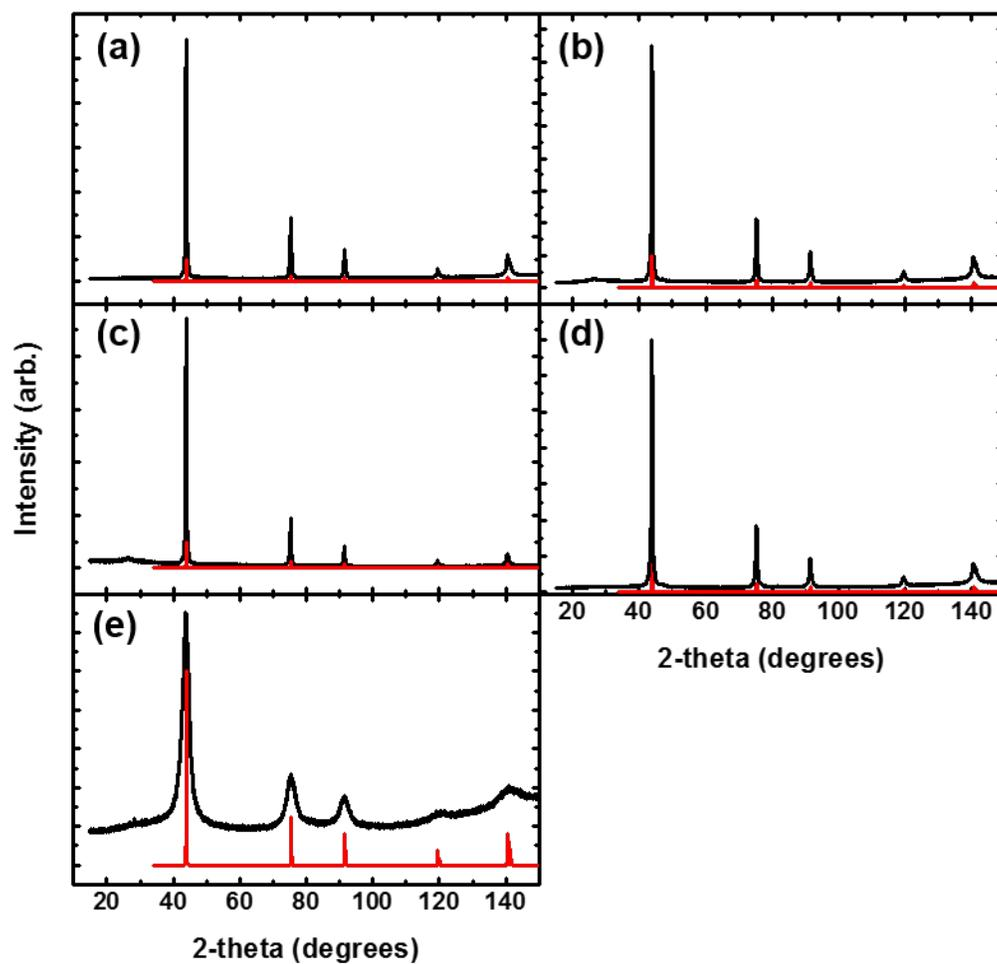 (a)
(b)
(c)
(d)
Intensity (arb.)
20 40 60 80 100 120 140
2-theta (degrees)
(e)
20 40 60 80 100 120 140
2-theta (degrees)